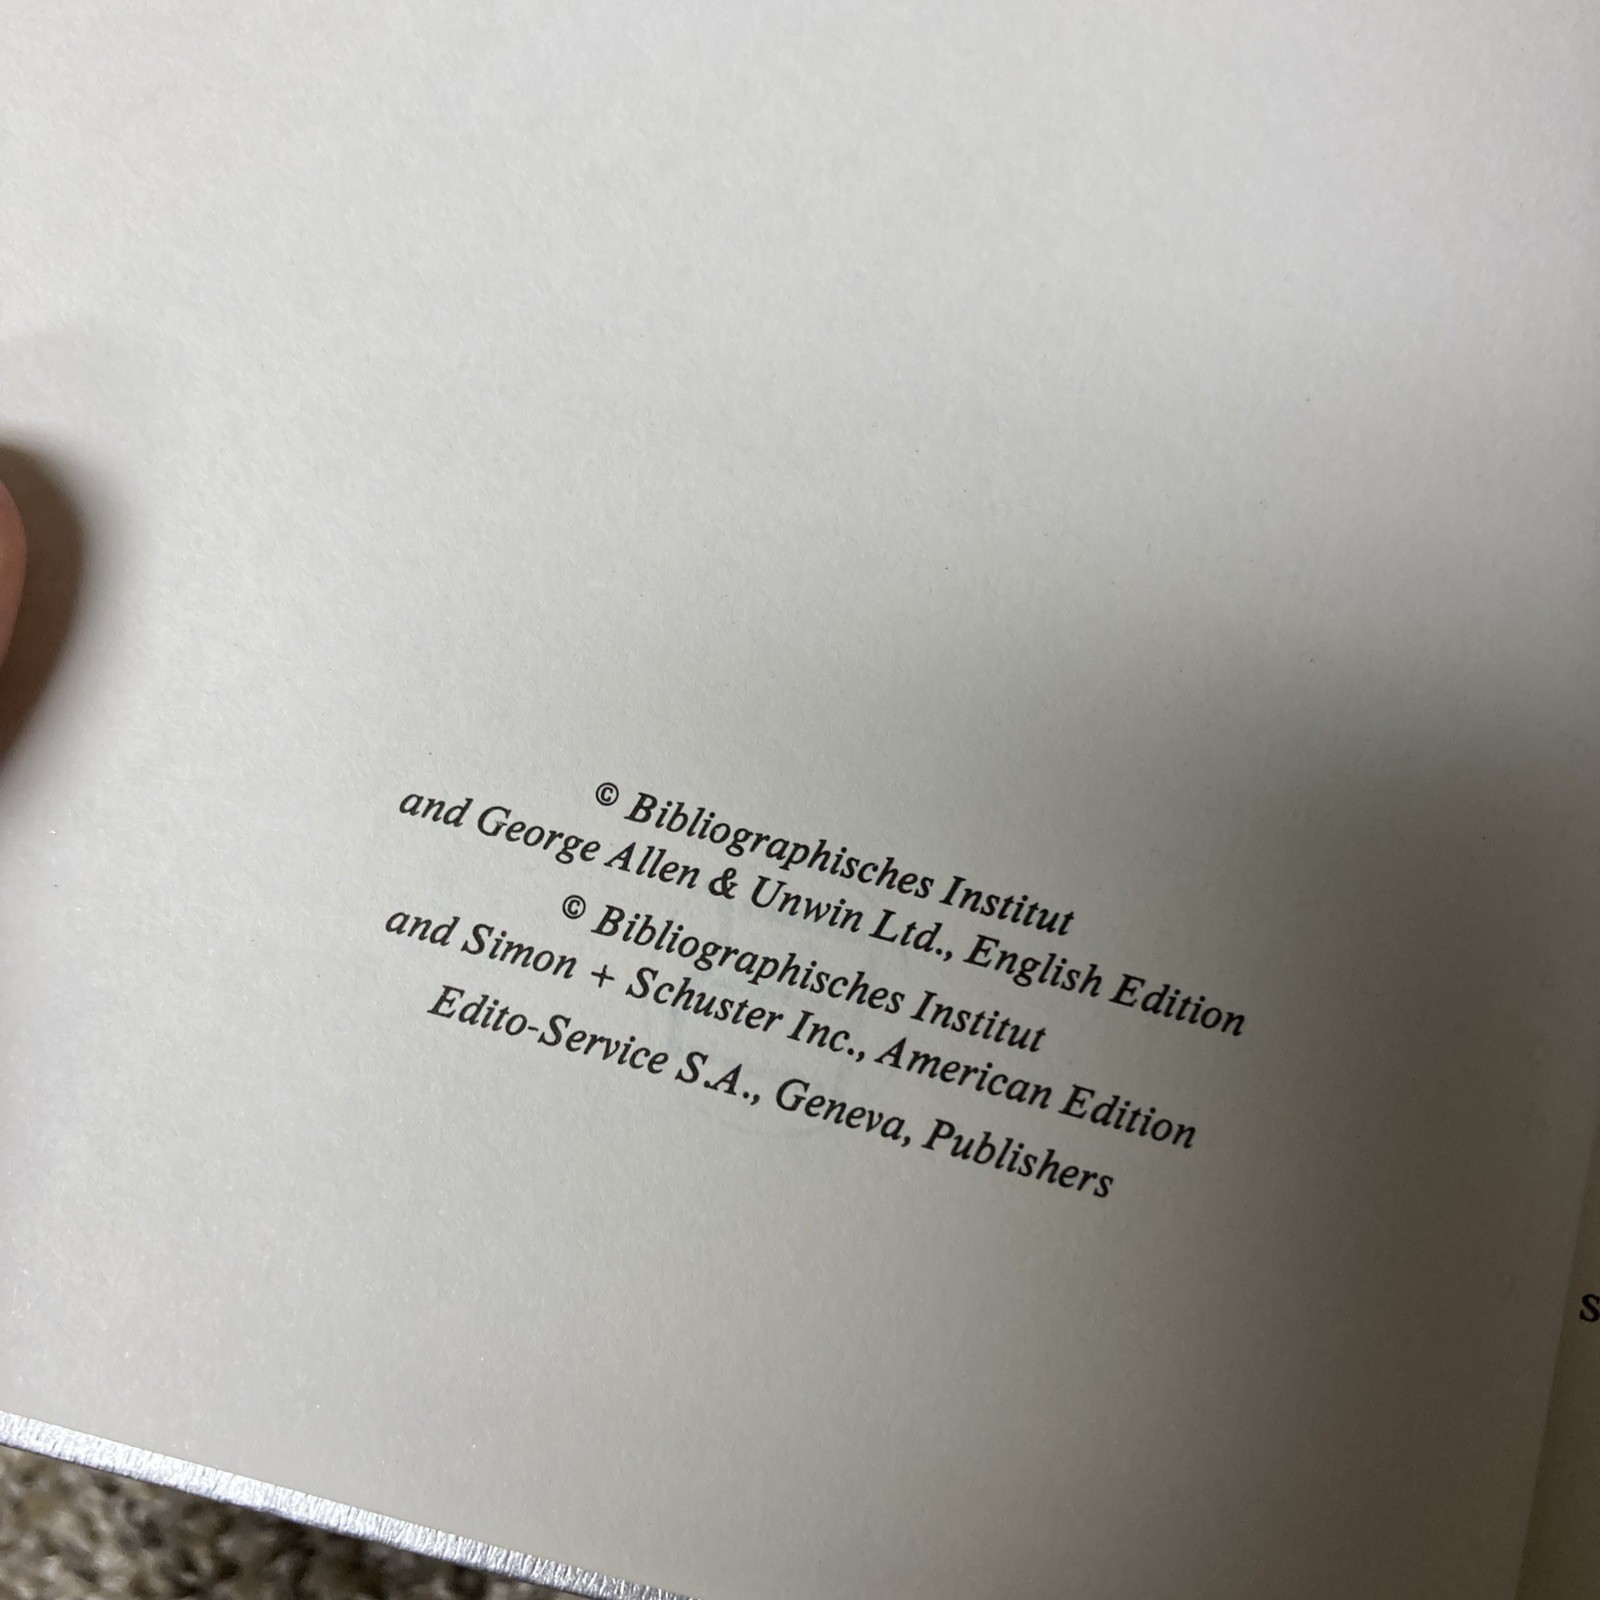 © Bibliographisches Institut
and George Allen & Unwin Ltd., English Edition
© Bibliographisches Institut
and Simon + Schuster Inc., American Edition
Edito-Service S.A., Geneva, Publishers